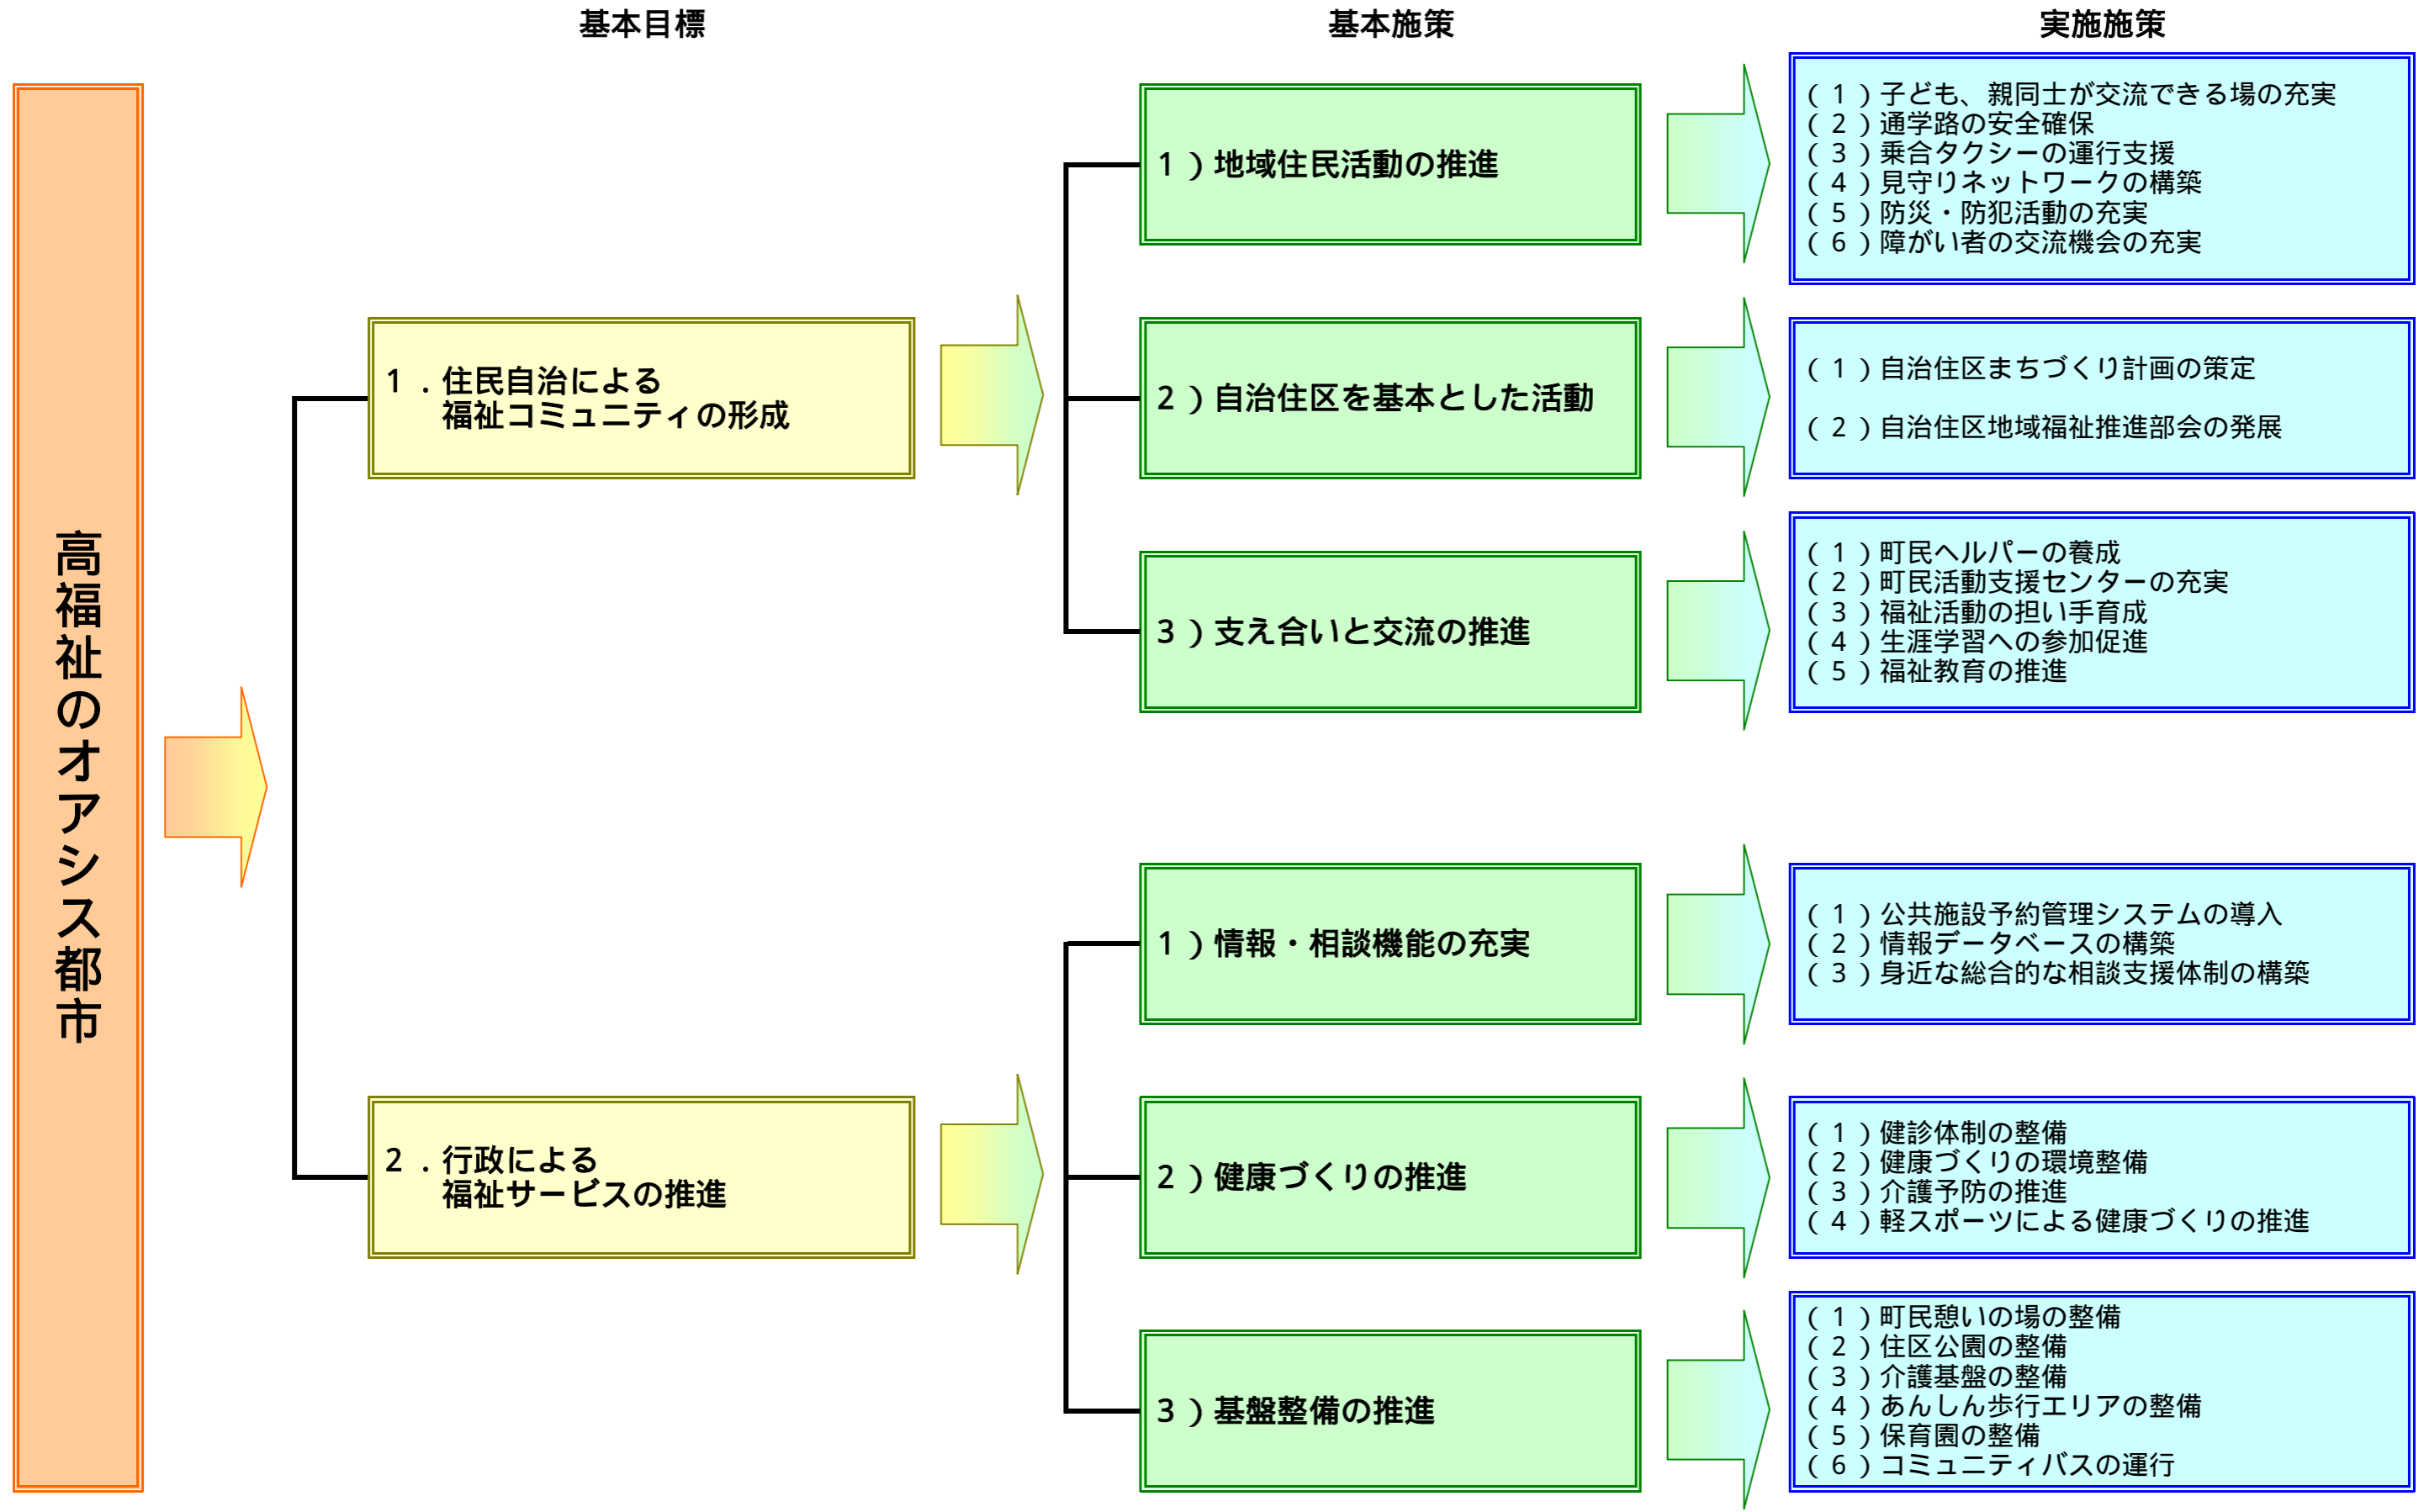 基本目標
基本施策
実施施策
高福祉のオアシス都市
１．住民自治による
福祉コミュニティの形成
１）地域住民活動の推進
（１）子ども、親同士が交流できる場の充実
（２）通学路の安全確保
（３）乗合タクシーの運行支援
（４）見守りネットワークの構築
（５）防災・防犯活動の充実
（６）障がい者の交流機会の充実
２）自治住区を基本とした活動
（１）自治住区まちづくり計画の策定
（２）自治住区地域福祉推進部会の発展
３）支え合いと交流の推進
（１）町民ヘルパーの養成
（２）町民活動支援センターの充実
（３）福祉活動の担い手育成
（４）生涯学習への参加促進
（５）福祉教育の推進
２．行政による
福祉サービスの推進
１）情報・相談機能の充実
（１）公共施設予約管理システムの導入
（２）情報データベースの構築
（３）身近な総合的な相談支援体制の構築
２）健康づくりの推進
（１）健診体制の整備
（２）健康づくりの環境整備
（３）介護予防の推進
（４）軽スポーツによる健康づくりの推進
３）基盤整備の推進
（１）町民憩いの場の整備
（２）住区公園の整備
（３）介護基盤の整備
（４）あんしん歩行エリアの整備
（５）保育園の整備
（６）コミュニティバスの運行